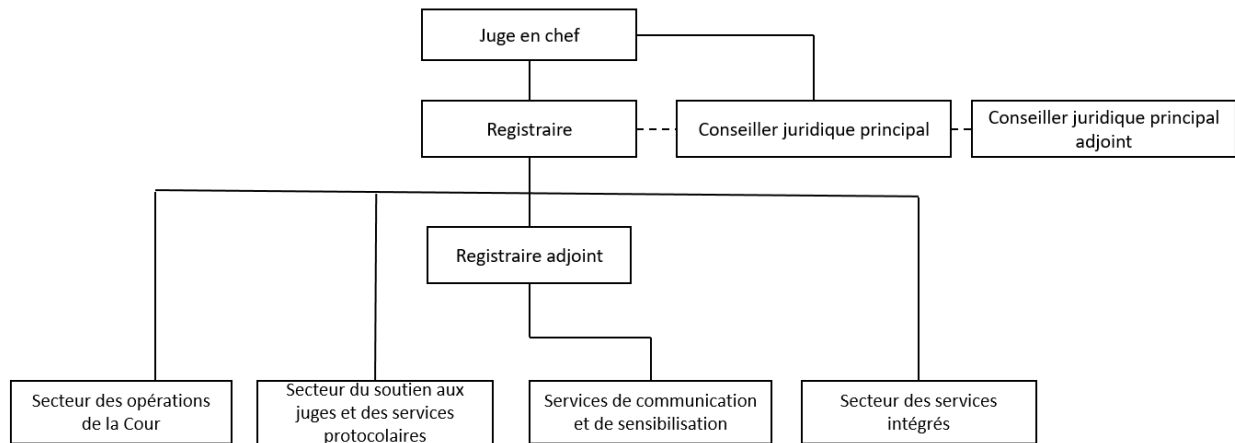 Juge en chef
Registraire
Conseiller juridique principal
Conseiller juridique principal
adjoint
Registraire adjoint
Secteur des opérations
de la Cour
Secteur du soutien aux
juges et des services
protocolaires
Services de communication
et de sensibilisation
Secteur des services
intégrés